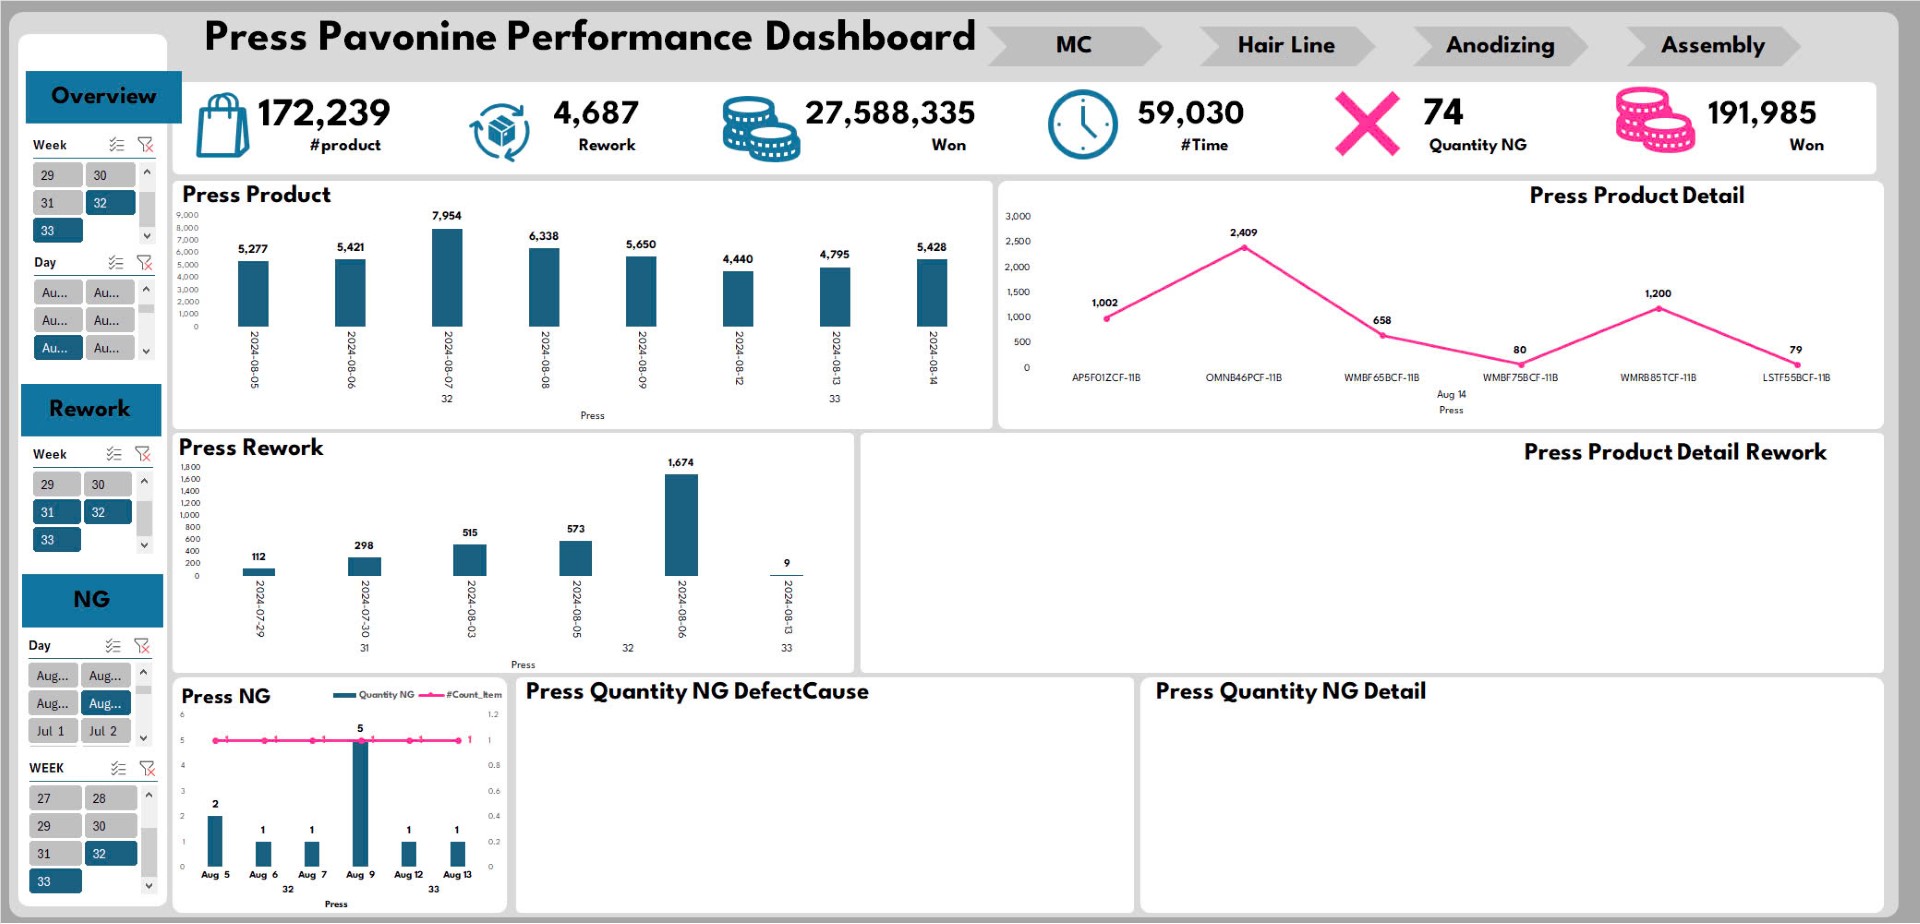 Press Pavonine Performance Dashboard
MC
Hair Line
Anodizing
Assembly
Overview
172,239
#product
4,687
Rework
27,588,335
Won
59,030
#Time
74
Quantity NG
191,985
Won
Week
29 30
31 32
33
Day
Au... Au...
Au... Au...
Au... Au...
Rework
Week
29 30
31 32
33
NG
Day
Aug... Aug...
Aug... Aug...
Jul 1 Jul 2
WEEK
27 28
29 30
31 32
33
Press Product
9,000
8,000
7,000
6,000
5,000
4,000
3,000
2,000
1,000
0
5,277 5,421 7,954 6,338 5,650 4,440 4,795 5,428
2024-08-05 2024-08-06 2024-08-07 2024-08-08 2024-08-09 2024-08-12 2024-08-13 2024-08-14
32 33
Press
Press Product Detail
3,000
2,500
2,000
1,500
1,000
500
0
1,002 2,409 658 80 1,200 79
AP5F01ZCF-11B OMNB46PCF-11B WMBF65BCF-11B WMBF75BCF-11B WMRB85TCF-11B LSTF55BCF-11B
Aug 14
Press
Press Rework
1,800
1,600
1,400
1,200
1,000
800
600
400
200
0
112 298 515 573 1,674 9
2024-07-29 2024-07-30 2024-08-03 2024-08-05 2024-08-06 2024-08-13
31 32 33
Press
Press Product Detail Rework
Press NG
Quantity NG #Count_Item
6
5
4
3
2
1
0
1.2
1
0.8
0.6
0.4
0.2
0
1 1 1 1 1 1
2 1 1 5 1 1
Aug 5 Aug 6 Aug 7 Aug 9 Aug 12 Aug 13
32 33
Press
Press Quantity NG DefectCause
Press Quantity NG Detail